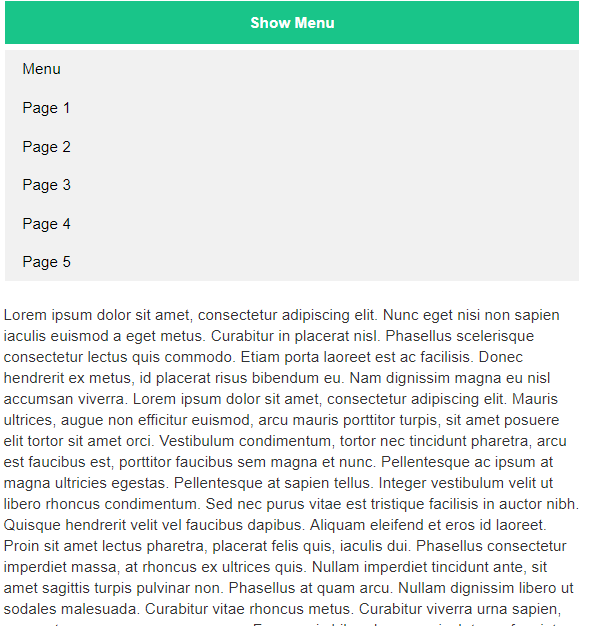 Show Menu
Menu
Page 1
Page 2
Page 3
Page 4
Page 5
Lorem ipsum dolor sit amet, consectetur adipiscing elit. Nunc eget nisi non sapien
iaculis euismod a eget metus. Curabitur in placerat nisl. Phasellus scelerisque
consectetur lectus quis commodo. Etiam porta laoreet est ac facilisis. Donec
hendrerit ex metus, id placerat risus bibendum eu. Nam dignissim magna eu nisl
accumsan viverra. Lorem ipsum dolor sit amet, consectetur adipiscing elit. Mauris
ultrices, augue non efficitur euismod, arcu mauris porttitor turpis, sit amet posuere
elit tortor sit amet orci. Vestibulum condimentum, tortor nec tincidunt pharetra, arcu
est faucibus est, porttitor faucibus sem magna et nunc. Pellentesque ac ipsum at
magna ultricies egestas. Pellentesque at sapien tellus. Integer vestibulum velit ut
libero rhoncus condimentum. Sed nec purus vitae est tristique facilisis in auctor nibh.
Quisque hendrerit velit vel faucibus dapibus. Aliquam eleifend et eros id laoreet.
Proin sit amet lectus pharetra, placerat felis quis, iaculis dui. Phasellus consectetur
imperdiet massa, at rhoncus ex ultrices quis. Nullam imperdiet tincidunt ante, sit
amet sagittis turpis pulvinar non. Phasellus at quam arcu. Nullam dignissim libero ut
sodales malesuada. Curabitur vitae rhoncus metus. Curabitur viverra urna sapien,